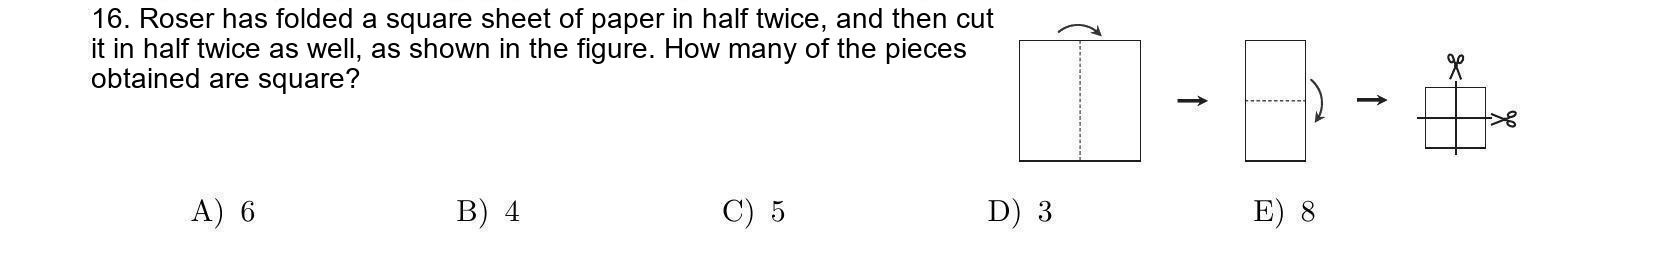 16. Roser has folded a square sheet of paper in half twice, and then cut
it in half twice as well, as shown in the figure. How many of the pieces
obtained are square?
A) 6 B) 4 C) 5 D) 3 E) 8